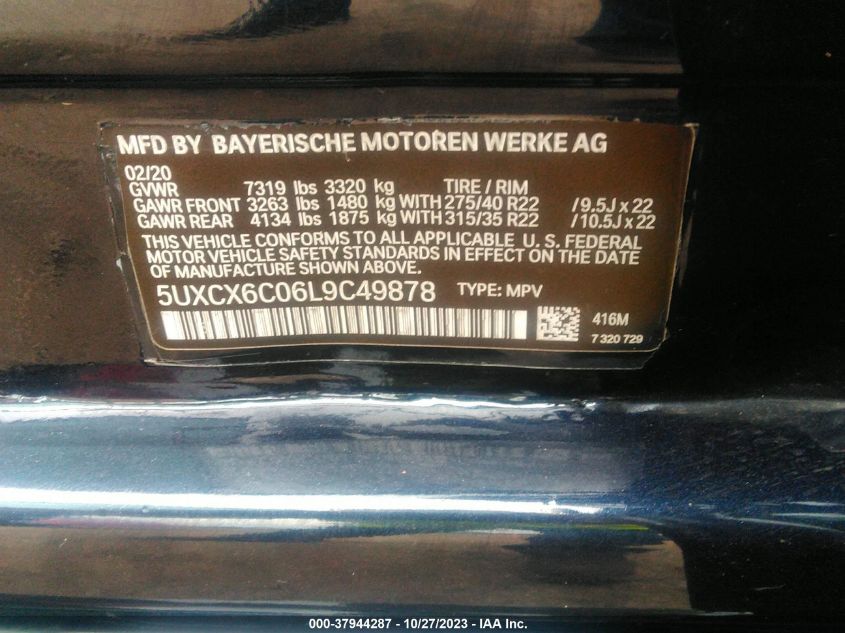 MFD BY BAYERISCHE MOTOREN WERKE AG
02/20
GVWR 7319 lbs 3320 kg TIRE / RIM
GAWR FRONT 3263 lbs 1480 kg WITH 275/40 R22 / 9.5J x 22
GAWR REAR 4134 lbs 1875 kg WITH 315/35 R22 / 10.5J x 22
THIS VEHICLE CONFORMS TO ALL APPLICABLE U. S. FEDERAL
MOTOR VEHICLE SAFETY STANDARDS IN EFFECT ON THE DATE
OF MANUFACTURE SHOWN ABOVE.
5UXCX6C06L9C49878 TYPE: MPV
416M
7 320 729
000-37944287 - 10/27/2023 - IAA Inc.